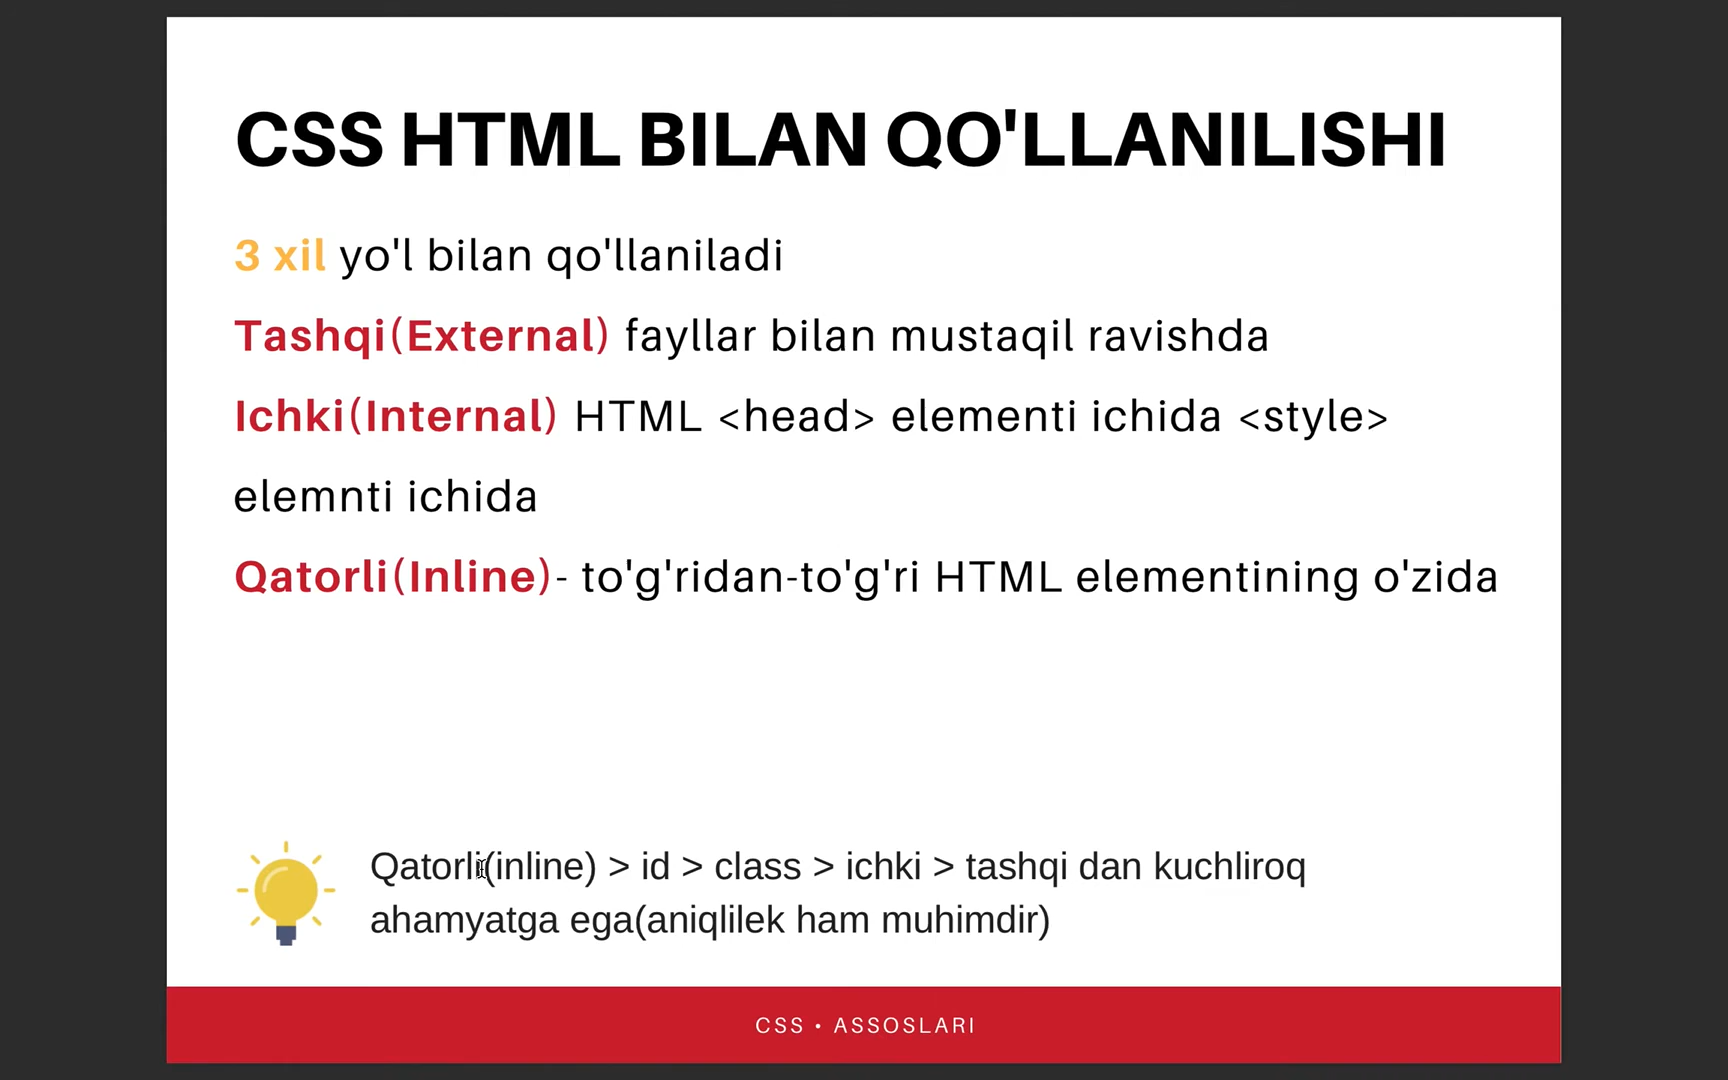 CSS HTML BILAN QO'LLANILISHI
3 xil yo'l bilan qo'llaniladi
Tashqi(External) fayllar bilan mustaqil ravishda
Ichki(Internal) HTML <head> elementi ichida <style>
elemnti ichida
Qatorli(Inline)- to'g'ridan-to'g'ri HTML elementining o'zida
Qatorli(inline) > id > class > ichki > tashqi dan kuchliroq
ahamyatga ega(aniqlilek ham muhimdir)
CSS • ASSOSLARI